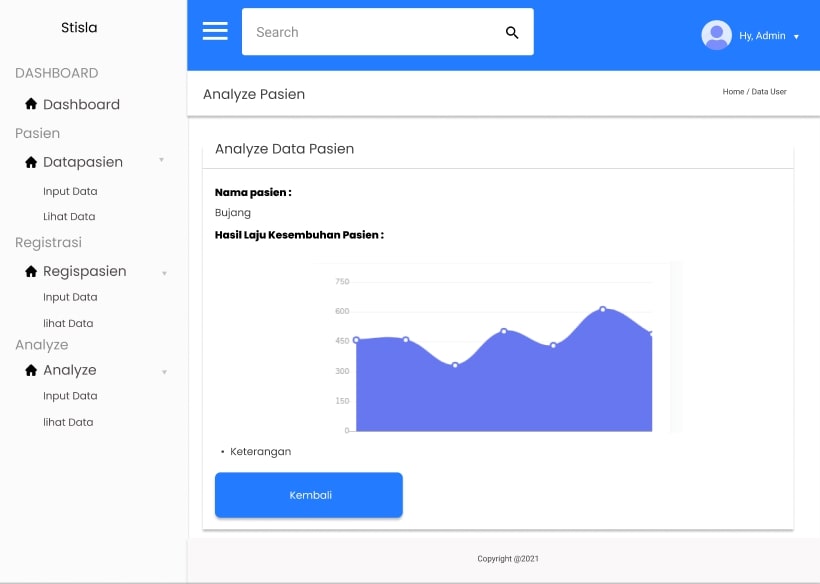 Stisla
DASHBOARD
Dashboard
Pasien
Datapasien
Input Data
Lihat Data
Registrasi
Regispasien
Input Data
lihat Data
Analyze
Analyze
Input Data
lihat Data
Search
Hy, Admin
Analyze Pasien
Home / Data User
Analyze Data Pasien
Nama pasien :
Bujang
Hasil Laju Kesembuhan Pasien :
750
600
450
300
150
0
• Keterangan
Kembali
Copyright @2021